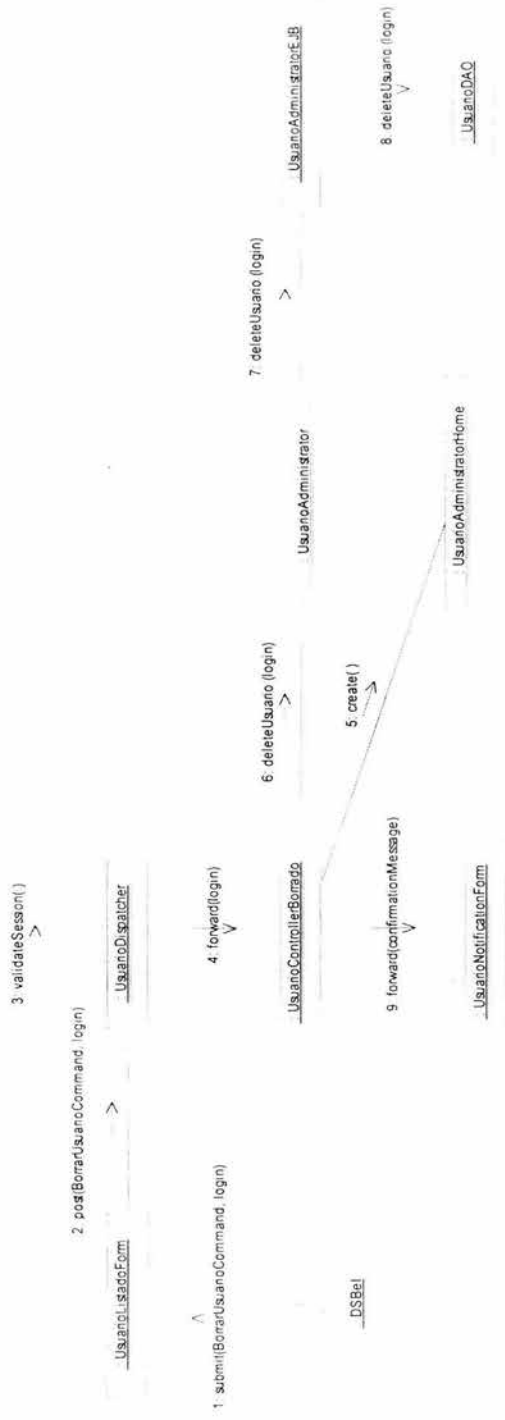 3: validateSession( )
2: post(BorrarUsuarioCommand, login)
: UsuarioListadoForm
: UsuarioDispatcher
1: submit(BorrarUsuarioCommand, login)
4: forward(login)
: DSBel
: UsuarioControllerBorrado
6: deleteUsuario (login)
: UsuarioAdministrator
7: deleteUsuario (login)
: UsuarioAdministratorEJB
5: create( )
9: forward(confirmationMessage)
8: deleteUsuario (login)
: UsuarioNotificationForm
: UsuarioAdministratorHome
: UsuarioDAO